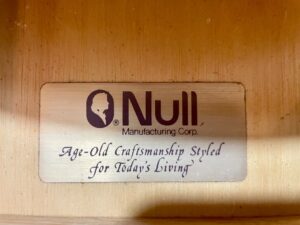 O.Null®
Manufacturing Corp.
Age-Old Craftsmanship Styled
for Today's Living